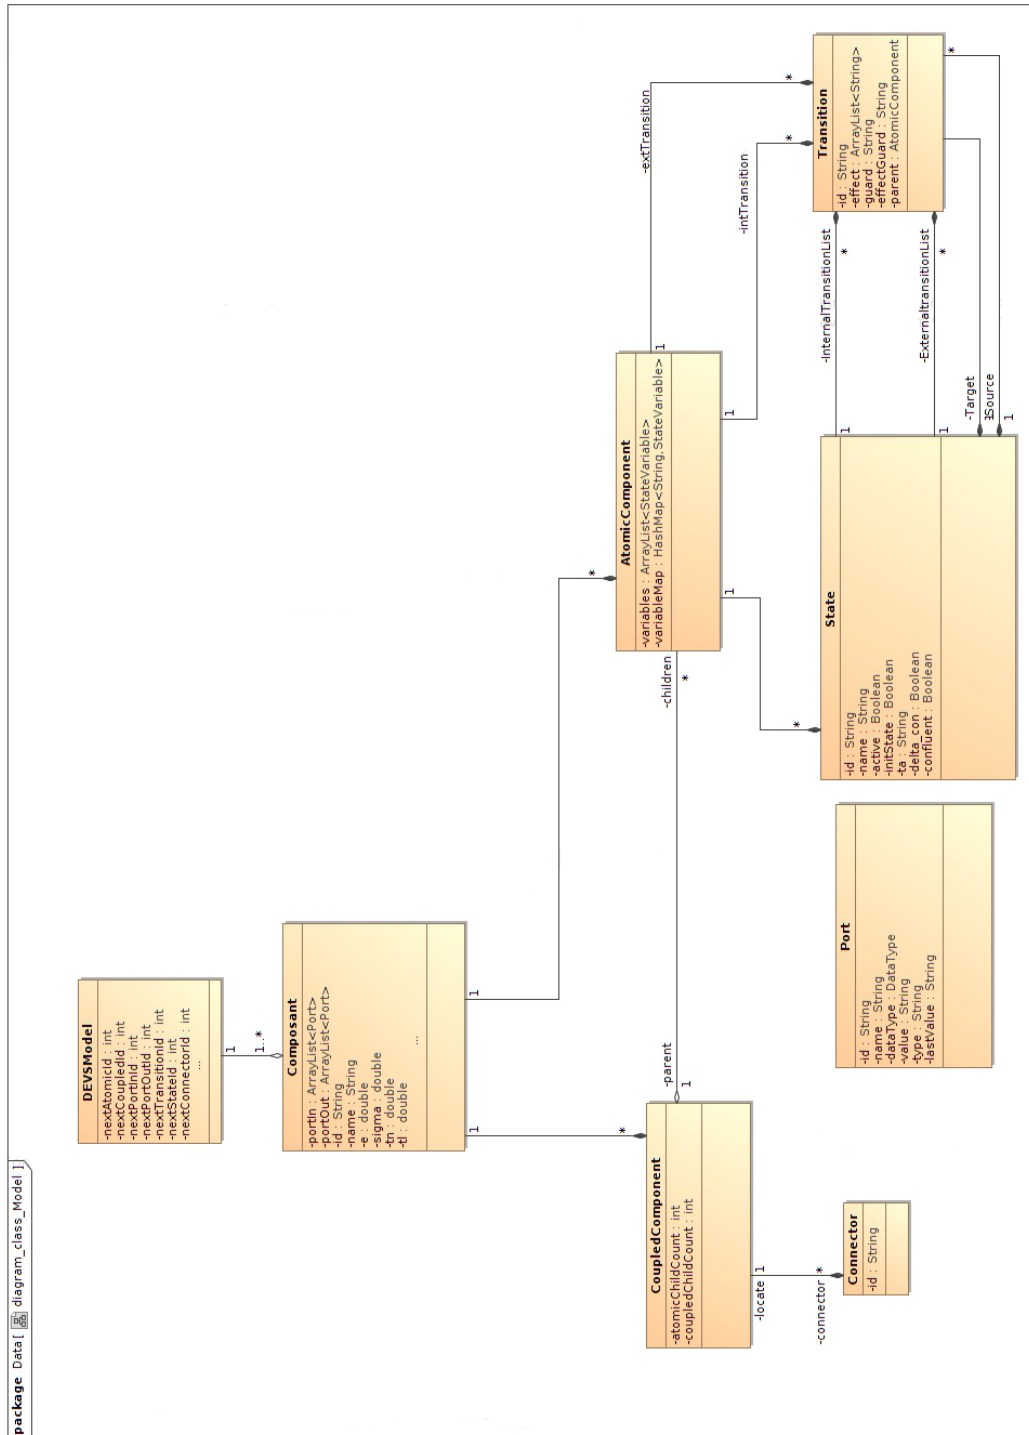 package Data[ diagram_class_Model ]
DEVSModel
-nextAtomicId : int
-nextCoupledId : int
-nextPortInId : int
-nextPortOutId : int
-nextTransitionId : int
-nextStateId : int
-nextConnectorId : int
...
1
1..*
Composant
-portIn : ArrayList<Port>
-portOut : ArrayList<Port>
-id : String
-name : String
-e : double
-sigma : double
-tn : double
-tl : double
...
1
1
*
*
CoupledComponent
-atomicChildCount : int
-coupledChildCount : int
-parent
1
-children
*
-locate
1
-connector
*
Connector
-id : String
AtomicComponent
-variables : ArrayList<StateVariable>
-variableMap : HashMap<String,StateVariable>
1
-extTransition
*
1
-intTransition
*
1
*
Port
-id : String
-name : String
-dataType : DataType
-value : String
-type : String
-lastValue : String
State
-id : String
-name : String
-active : Boolean
-initState : Boolean
-ta : String
-delta_con : Boolean
-confluent : Boolean
1
-InternalTransitionList
*
1
-ExternaltransitionList
*
-Target
1
-Source
1
*
Transition
-id : String
-effect : ArrayList<String>
-guard : String
-effectGuard : String
-parent : AtomicComponent